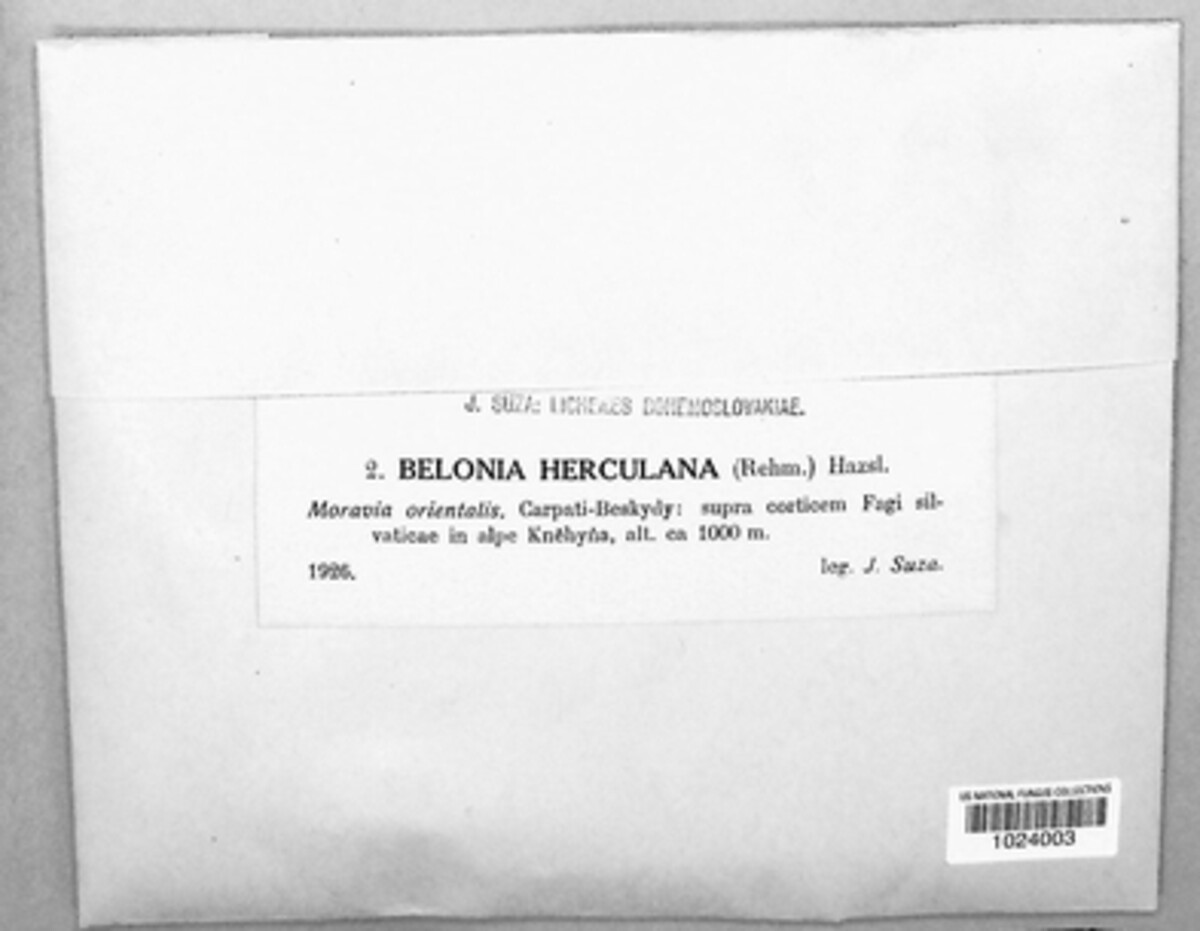 J. SUZA: LICHENES BOHEMOSLOVAKIAE.
2. BELONIA HERCULANA (Rehm.) Hazsl.
Moravia orientalis, Carpati-Beskydy: supra corticem Fagi sil-
vaticae in alpe Kněhyňa, alt. ca 1000 m.
1926.
leg. J. Suza.
US NATIONAL FUNGUS COLLECTIONS
1024003